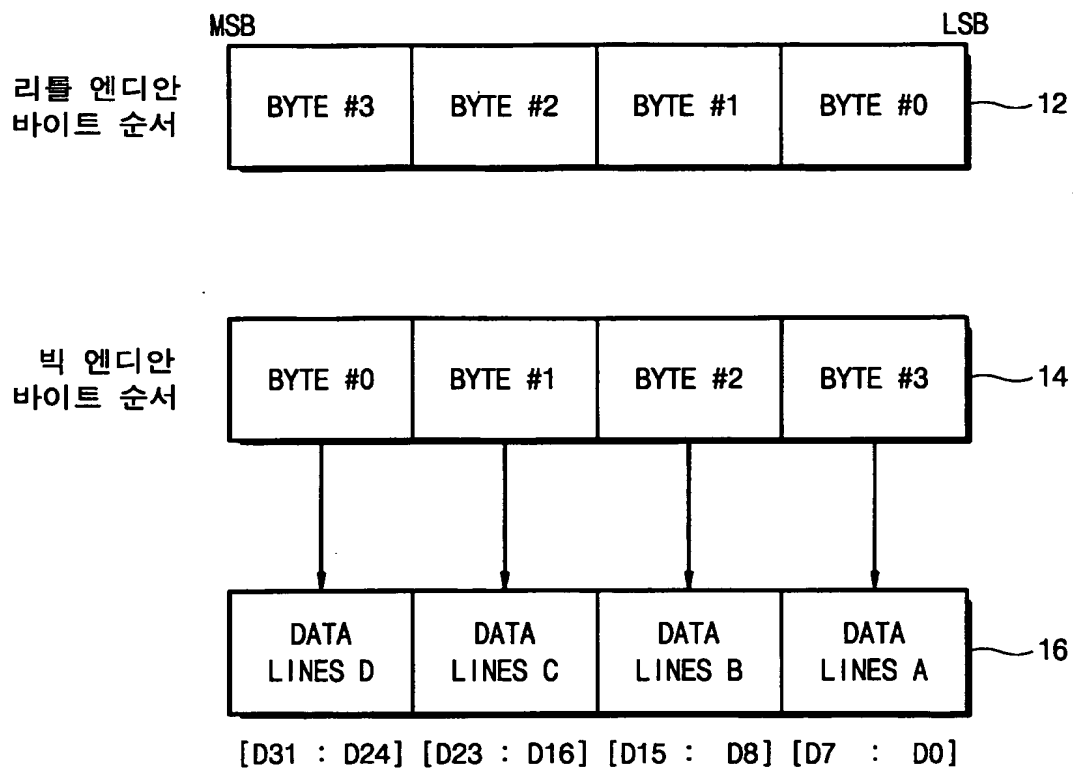 MSB LSB
리틀 엔디안
바이트 순서
BYTE #3 BYTE #2 BYTE #1 BYTE #0 12
빅 엔디안
바이트 순서
BYTE #0 BYTE #1 BYTE #2 BYTE #3 14
DATA LINES D DATA LINES C DATA LINES B DATA LINES A 16
[D31 : D24] [D23 : D16] [D15 : D8] [D7 : D0]